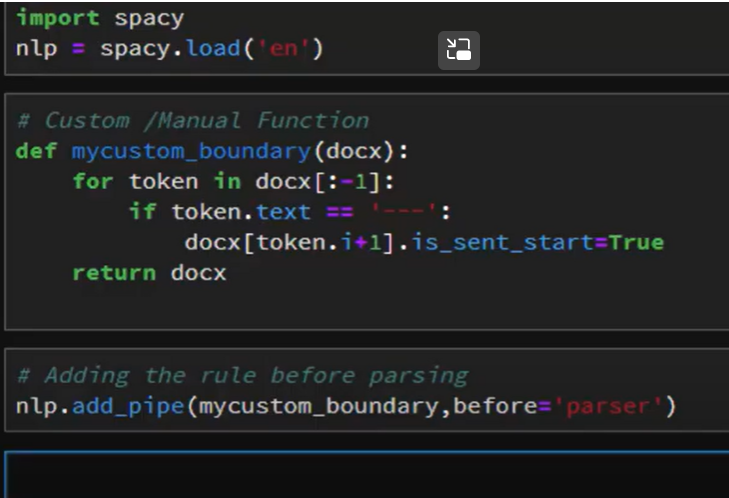 import spacy
nlp = spacy.load('en')
# Custom /Manual Function
def mycustom_boundary(docx):
    for token in docx[:-1]:
        if token.text == '---':
            docx[token.i+1].is_sent_start=True
    return docx
# Adding the rule before parsing
nlp.add_pipe(mycustom_boundary,before='parser')